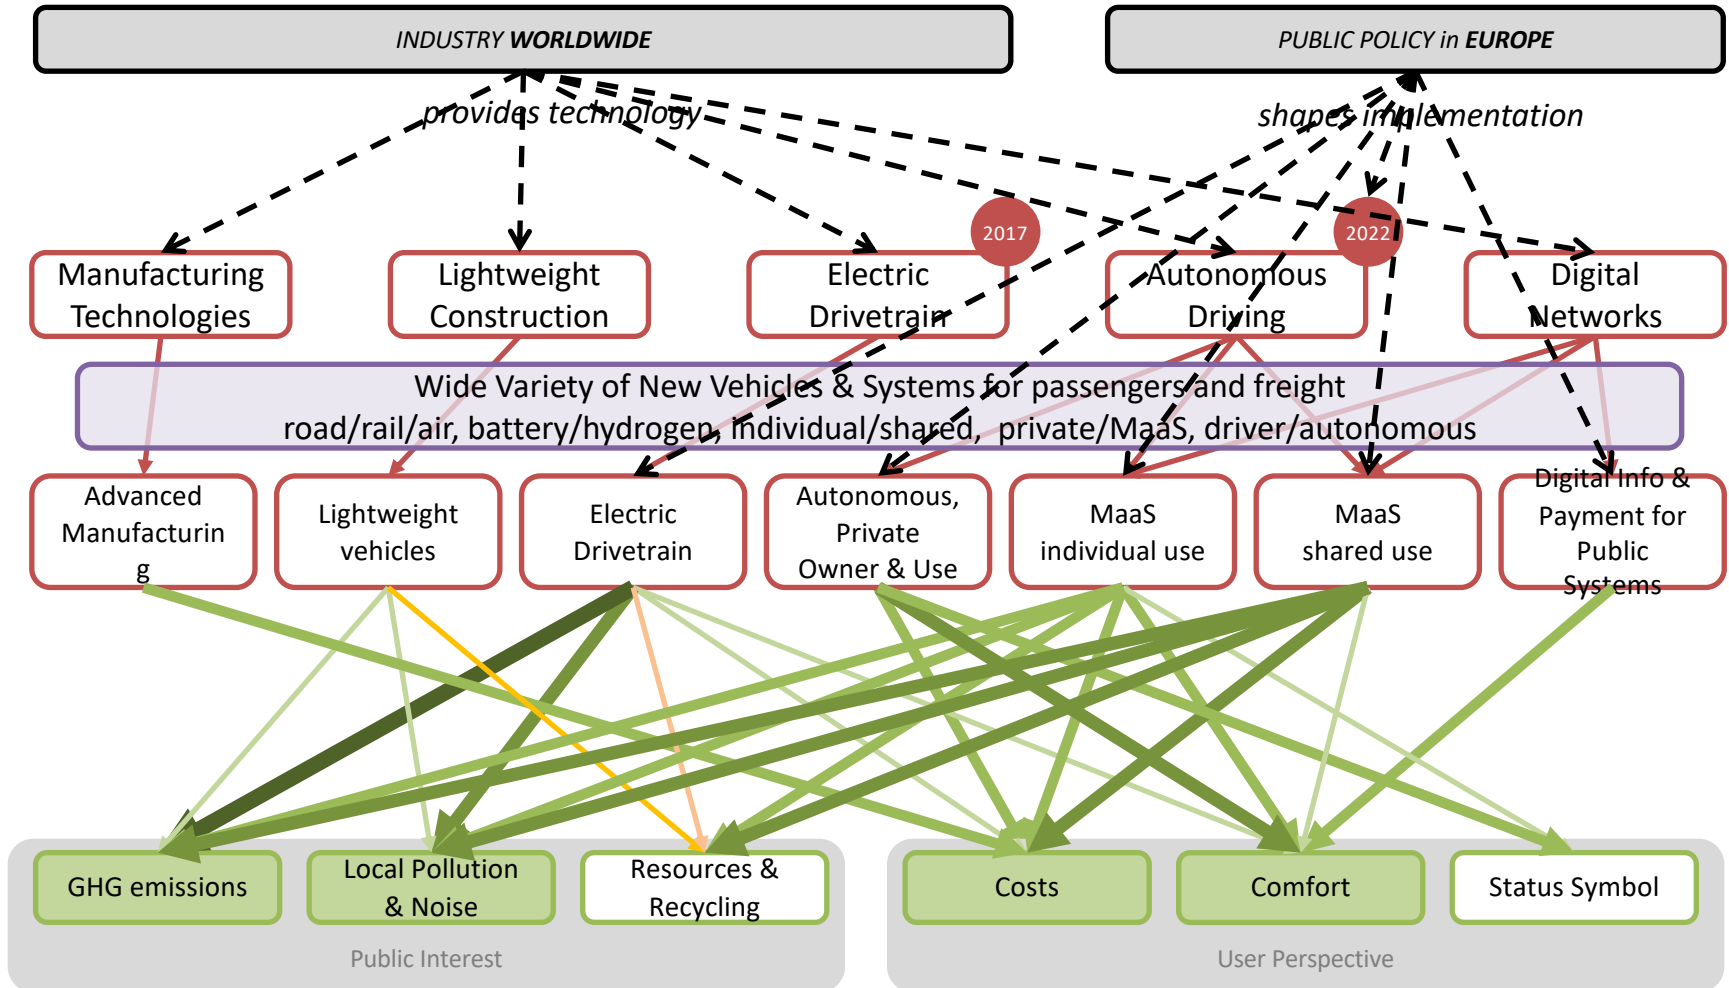 INDUSTRY WORLDWIDE
PUBLIC POLICY in EUROPE
provides technology
shapes implementation
2017
2022
Manufacturing
Technologies
Lightweight
Construction
Electric
Drivetrain
Autonomous
Driving
Digital
Networks
Wide Variety of New Vehicles & Systems for passengers and freight
road/rail/air, battery/hydrogen, individual/shared, private/MaaS, driver/autonomous
Advanced
Manufacturin
g
Lightweight
vehicles
Electric
Drivetrain
Autonomous,
Private
Owner & Use
MaaS
individual use
MaaS
shared use
Digital Info &
Payment for
Public
Systems
GHG emissions
Local Pollution
& Noise
Resources &
Recycling
Costs
Comfort
Status Symbol
Public Interest
User Perspective